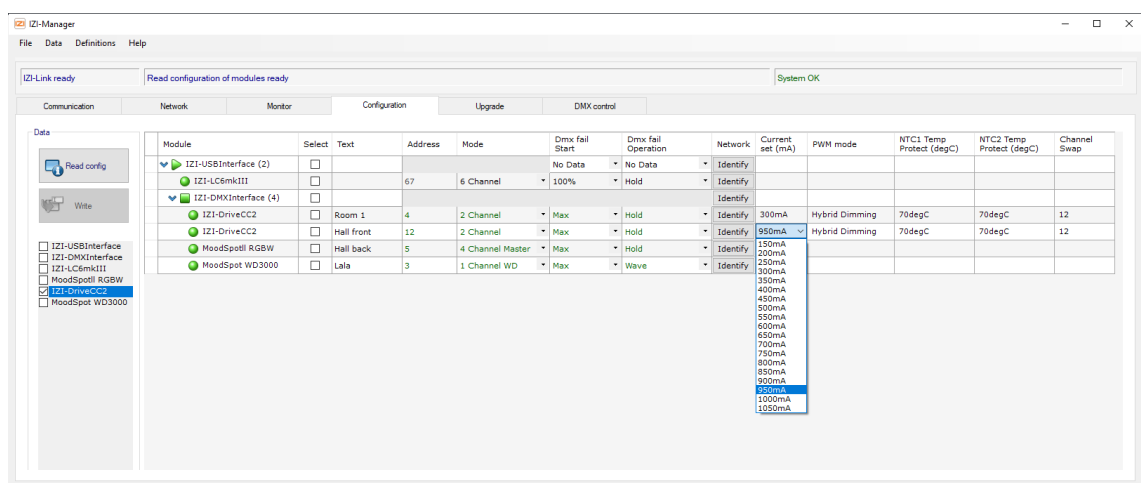 IZI IZI-Manager
File Data Definitions Help
IZI-Link ready Read configuration of modules ready System OK
Communication Network Monitor Configuration Upgrade DMX control
Data
Read config
Write
IZI-USBInterface
IZI-DMXInterface
IZI-LC6mkIII
MoodSpotII RGBW
IZI-DriveCC2
MoodSpot WD3000
Module Select Text Address Mode Dmx fail Start Dmx fail Operation Network Current set (mA) PWM mode NTC1 Temp Protect (degC) NTC2 Temp Protect (degC) Channel Swap
IZI-USBInterface (2) No Data No Data Identify
IZI-LC6mkIII 67 6 Channel 100% Hold Identify
IZI-DMXInterface (4) Identify
IZI-DriveCC2 Room 1 4 2 Channel Max Hold Identify 300mA Hybrid Dimming 70degC 70degC 12
IZI-DriveCC2 Hall front 12 2 Channel Max Hold Identify 950mA Hybrid Dimming 70degC 70degC 12
MoodSpotII RGBW Hall back 5 4 Channel Master Max Hold Identify
MoodSpot WD3000 Lala 3 1 Channel WD Max Wave Identify
150mA
200mA
250mA
300mA
350mA
400mA
450mA
500mA
550mA
600mA
650mA
700mA
750mA
800mA
850mA
900mA
950mA
1000mA
1050mA